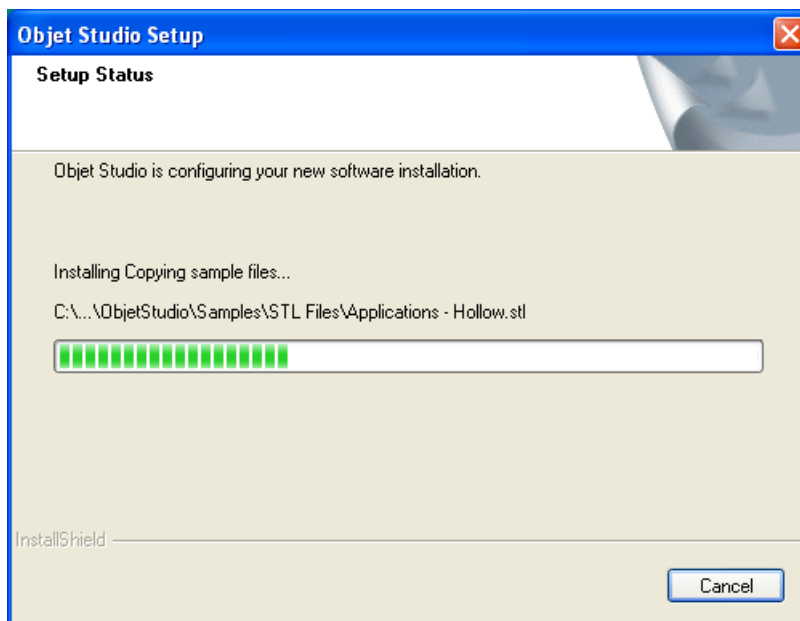 Objet Studio Setup
Setup Status
Objet Studio is configuring your new software installation.
Installing Copying sample files...
C:\...\ObjetStudio\Samples\STL Files\Applications - Hollow.stl
InstallShield
Cancel